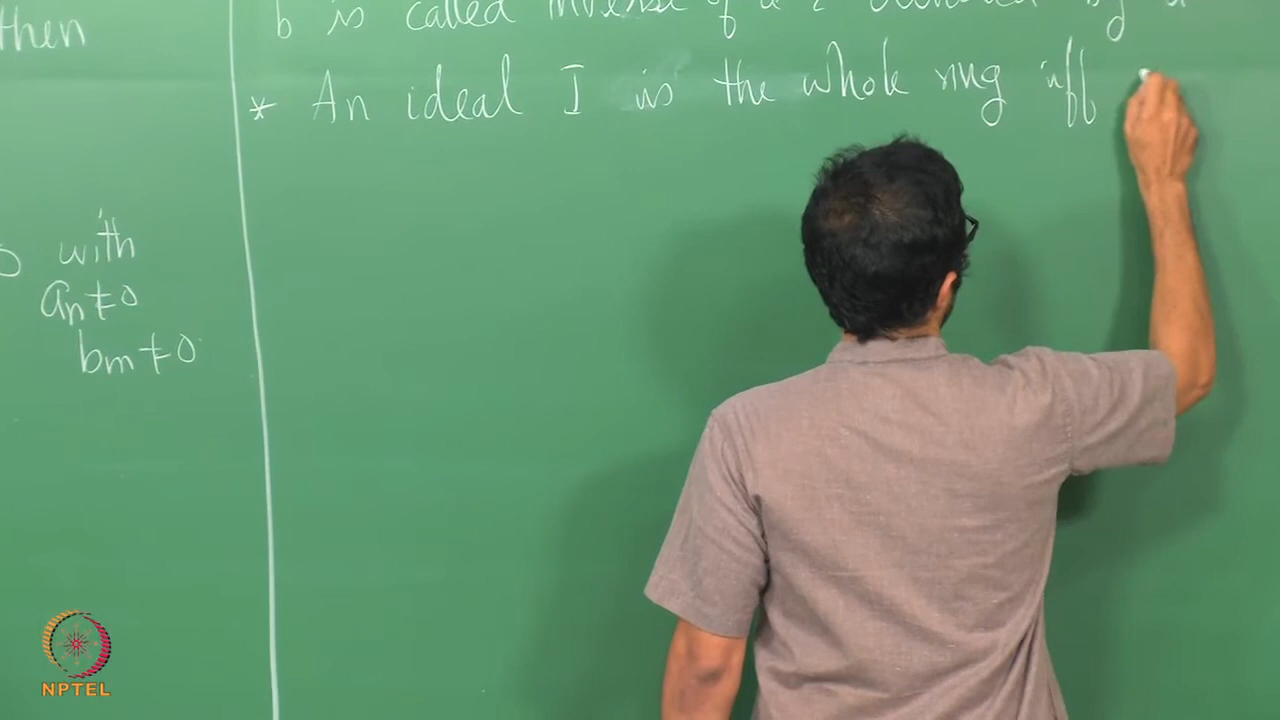 then
with
an≠0
bm≠0
b is called inverse of a & denoted by a
* An ideal I is the whole ring iff
NPTEL